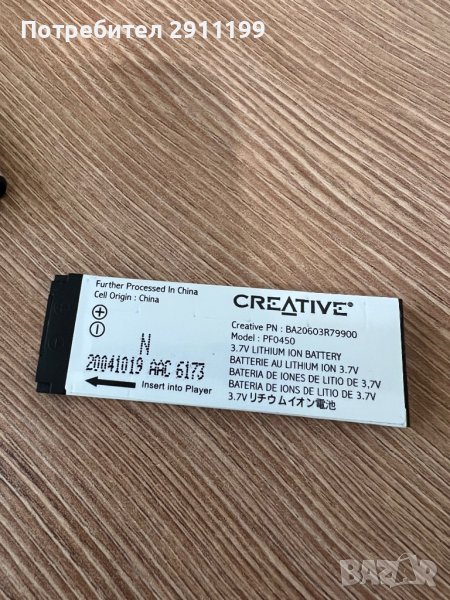 Потребител 2911199
Further Processed In China
Cell Origin : China
N
20041019 AAC 6173
Insert into Player
CREATIVE®
Creative PN : BA20603R79900
Model : PF0450
3.7V LITHIUM ION BATTERY
BATTERIE AU LITHIUM ION 3.7V
BATERIA DE IONES DE LITIO DE 3,7V
BATERIA DE IONS DE LITIO DE 3.7V
3.7V リチウムイオン電池
BAZAR